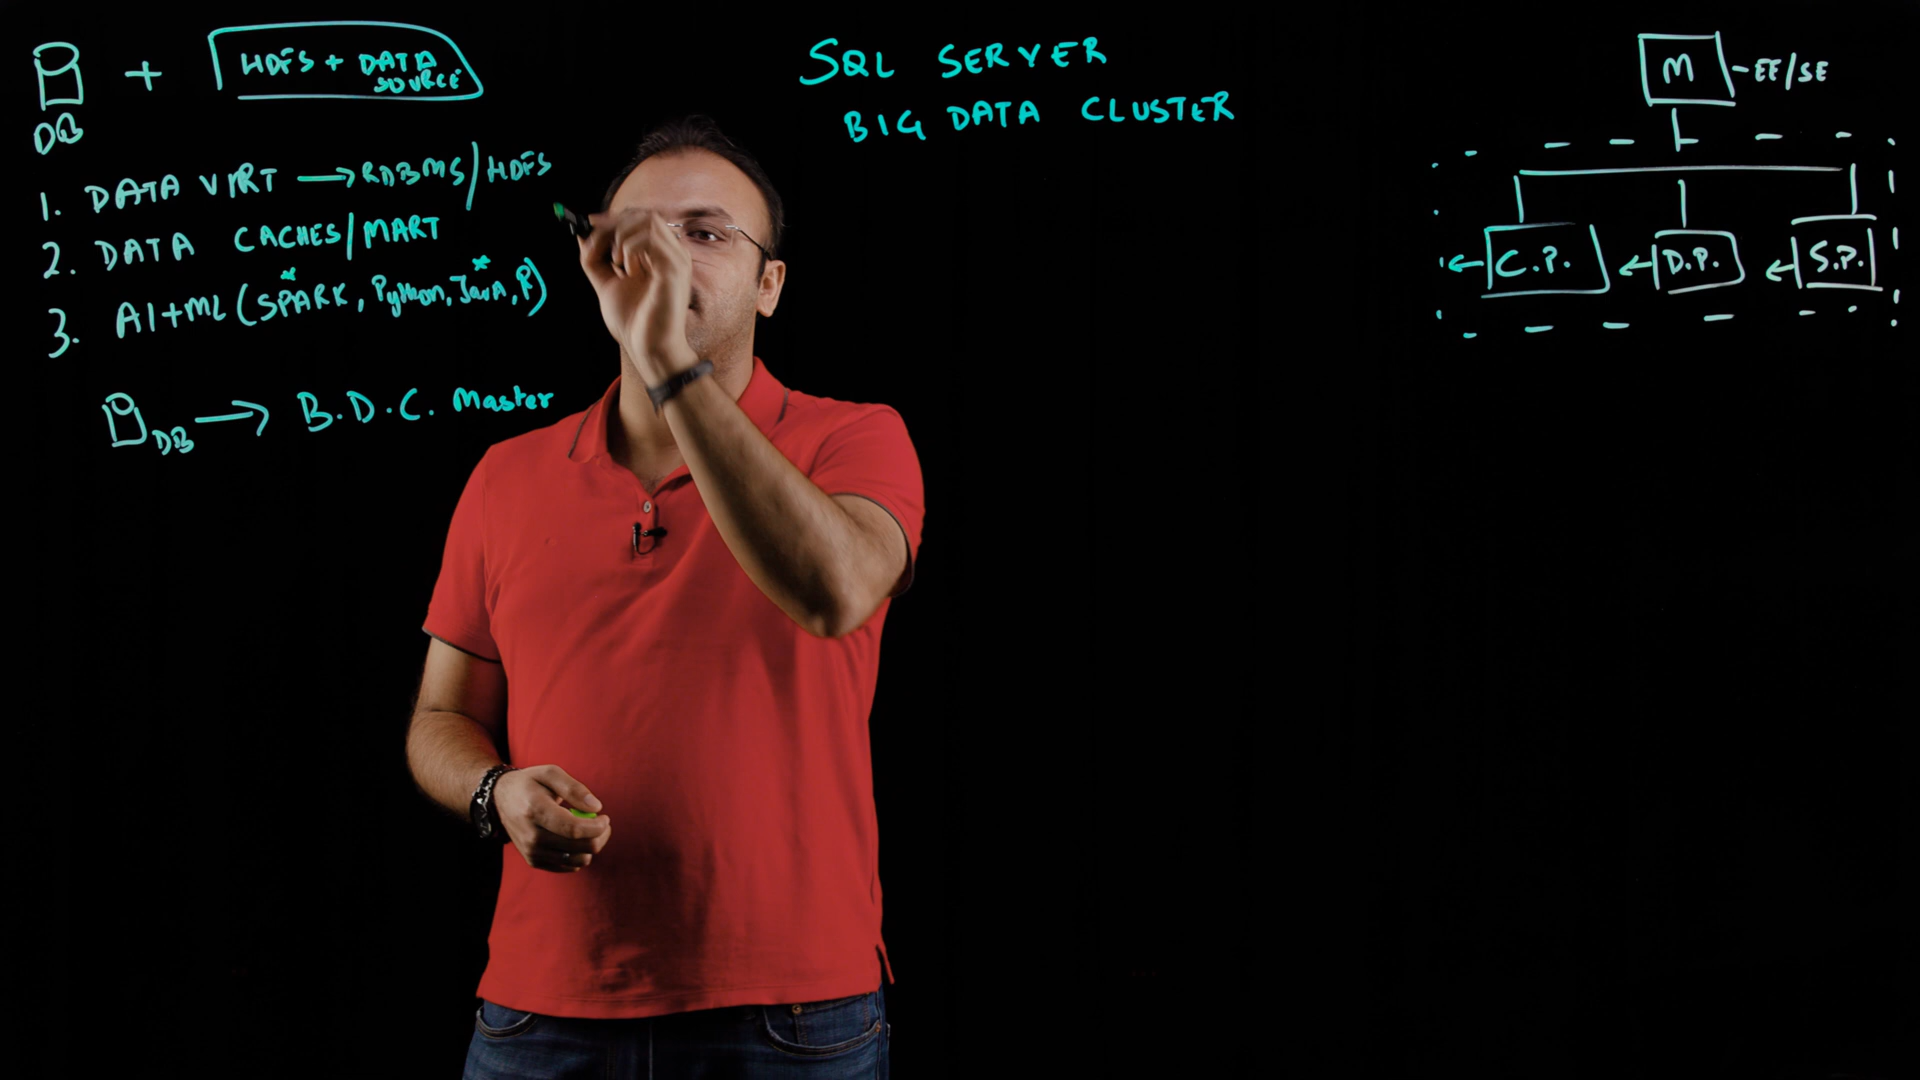 DB + HDFS + DATA SOURCE
1. DATA VIRT → RDBMS/HDFS
2. DATA CACHES/MART
3. AI+ML (SPARK*, Python, JavA*, R)
DB → B.D.C. Master
SQL SERVER
BIG DATA CLUSTER
M - EE/SE
C.P. D.P. S.P.